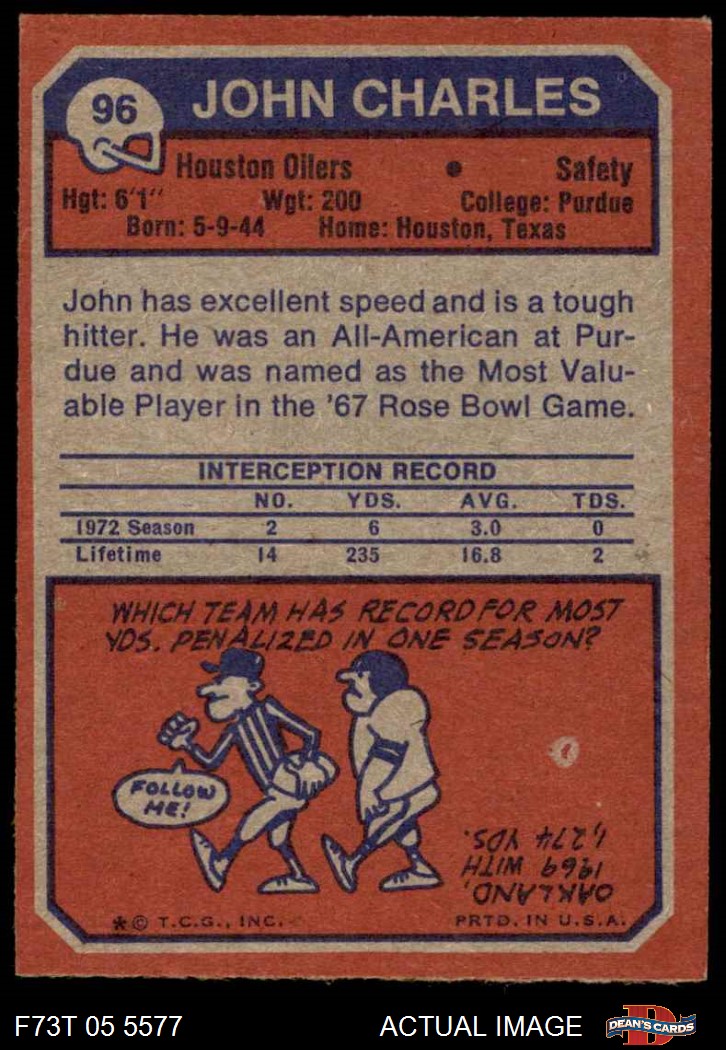 96
JOHN CHARLES
Houston Oilers • Safety
Hgt: 6'1" Wgt: 200 College: Purdue
Born: 5-9-44 Home: Houston, Texas
John has excellent speed and is a tough
hitter. He was an All-American at Pur-
due and was named as the Most Valu-
able Player in the '67 Rose Bowl Game.
INTERCEPTION RECORD
NO. YDS. AVG. TDS.
1972 Season 2 6 3.0 0
Lifetime 14 235 16.8 2
WHICH TEAM HAS RECORD FOR MOST
YDS. PENALIZED IN ONE SEASON?
FOLLOW
ME!
OAKLAND,
1969 WITH
1,274 YDS.
*© T.C.G., INC. PRTD. IN U.S.A.
F73T 05 5577 ACTUAL IMAGE
D
DEAN'S CARDS